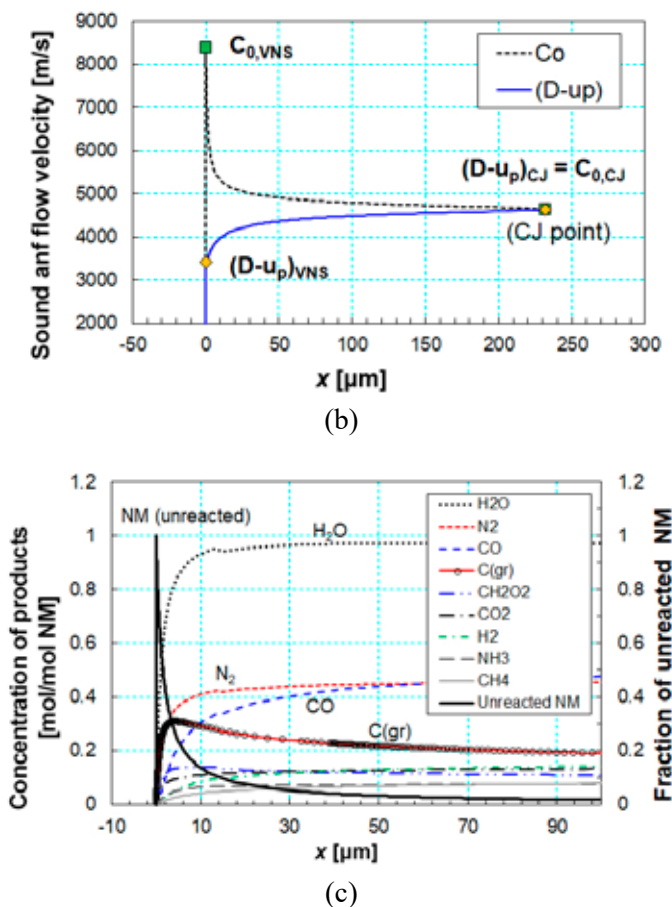 9000
8000
7000
6000
5000
4000
3000
2000
Sound anf flow velocity [m/s]
C0,VNS
Co
(D-up)
(D-up)CJ = C0,CJ
(CJ point)
(D-up)VNS
-50 0 50 100 150 200 250 300
x [µm]
(b)
1.2
1
0.8
0.6
0.4
0.2
0
Concentration of products
[mol/mol NM]
NM (unreacted)
H2O
N2
CO
C(gr)
H2O
N2
CO
C(gr)
CH2O2
CO2
H2
NH3
CH4
Unreacted NM
1.2
1
0.8
0.6
0.4
0.2
0
Fraction of unreacted NM
-10 10 30 50 70 90
x [µm]
(c)